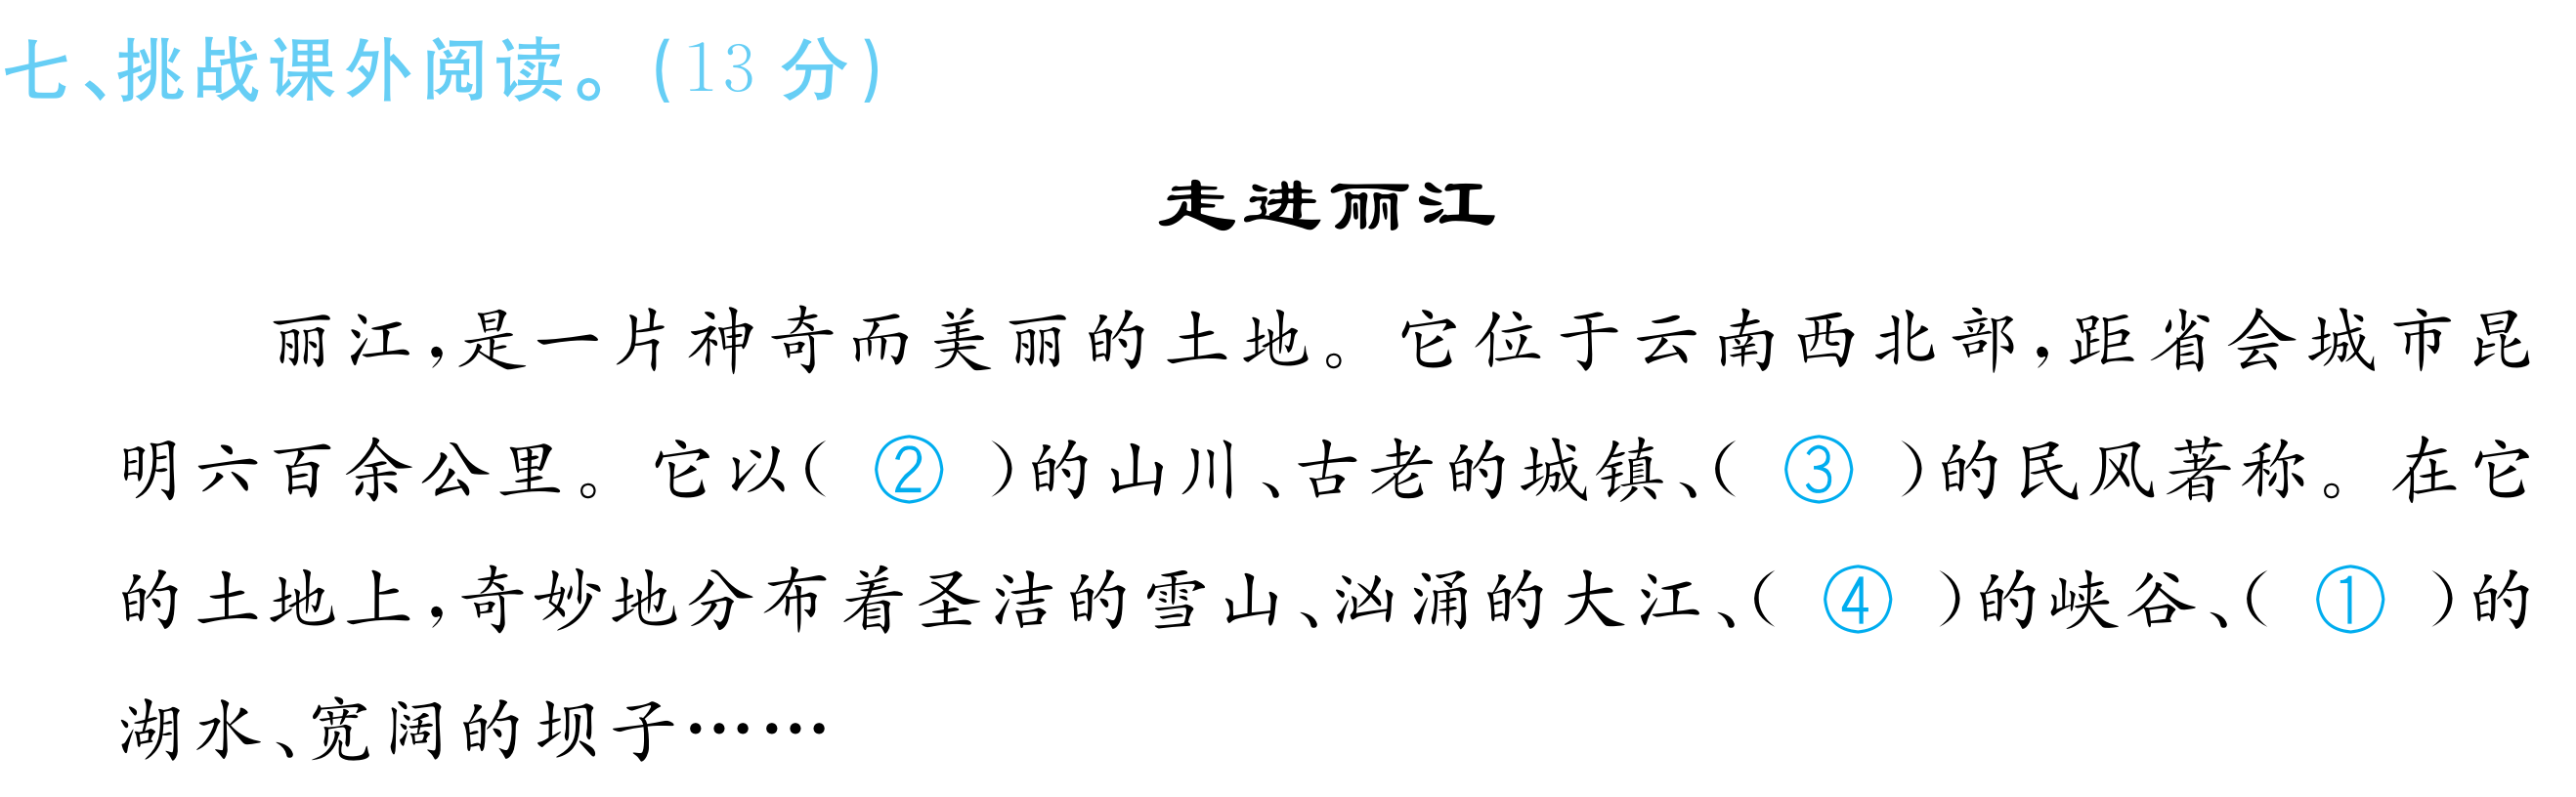 七、挑战课外阅读。(13 分)
走进丽江
丽江,是一片神奇而美丽的土地。它位于云南西北部,距省会城市昆
明六百余公里。它以( ② )的山川、古老的城镇、( ③ )的民风著称。在它
的土地上,奇妙地分布着圣洁的雪山、汹涌的大江、( ④ )的峡谷、( ① )的
湖水、宽阔的坝子……